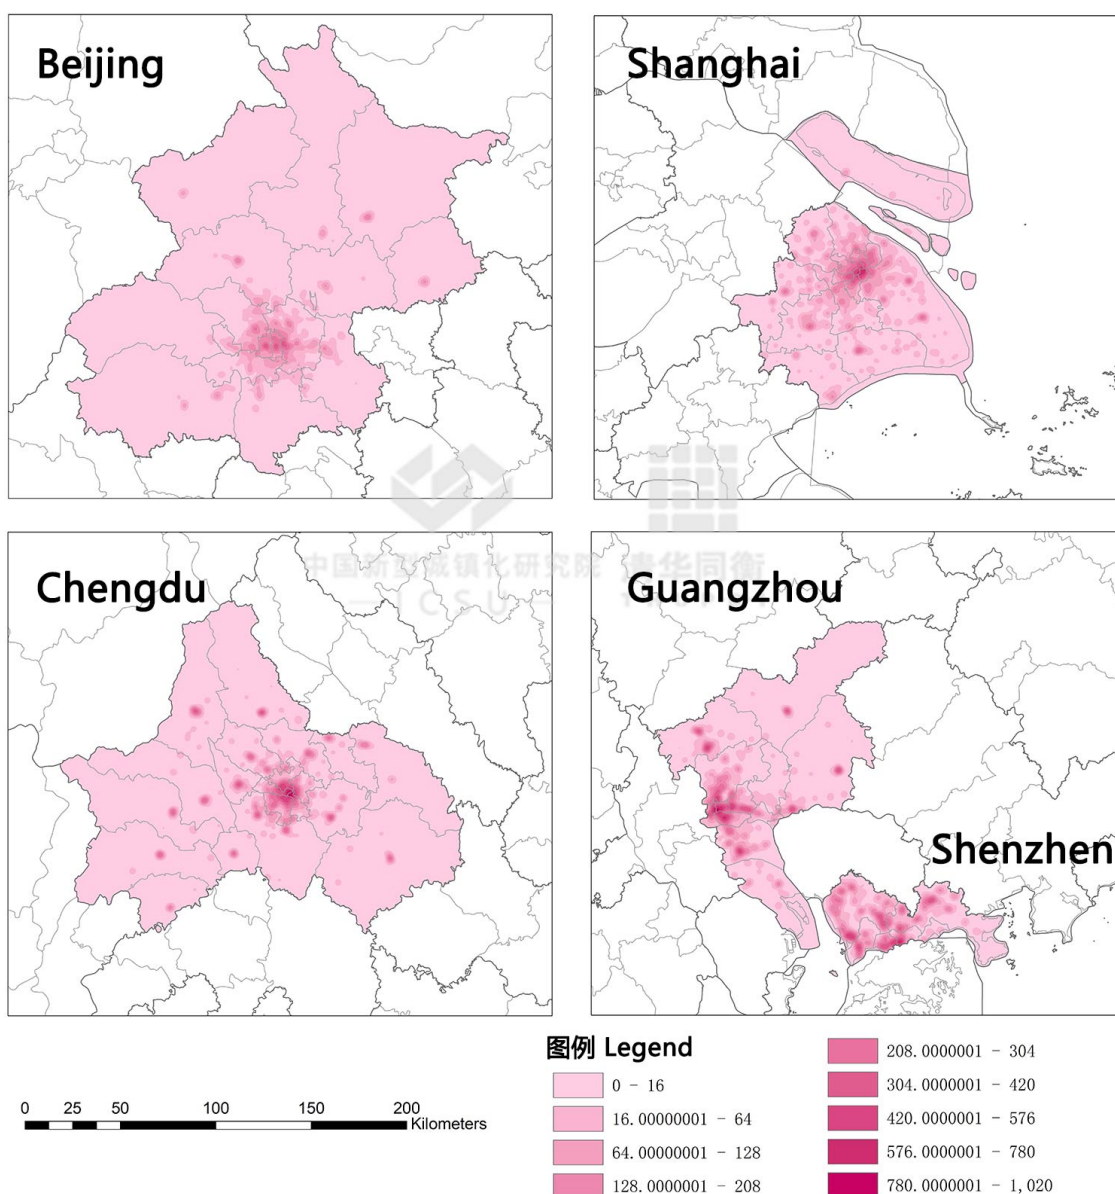 Beijing
Shanghai
中国新型城镇化研究院 清华同衡
— I C S U —
Chengdu
Guangzhou
Shenzhen
图例 Legend
0 - 16
16.00000001 - 64
64.00000001 - 128
128.0000001 - 208
208.0000001 - 304
304.0000001 - 420
420.0000001 - 576
576.0000001 - 780
780.0000001 - 1,020
0 25 50 100 150 200
Kilometers